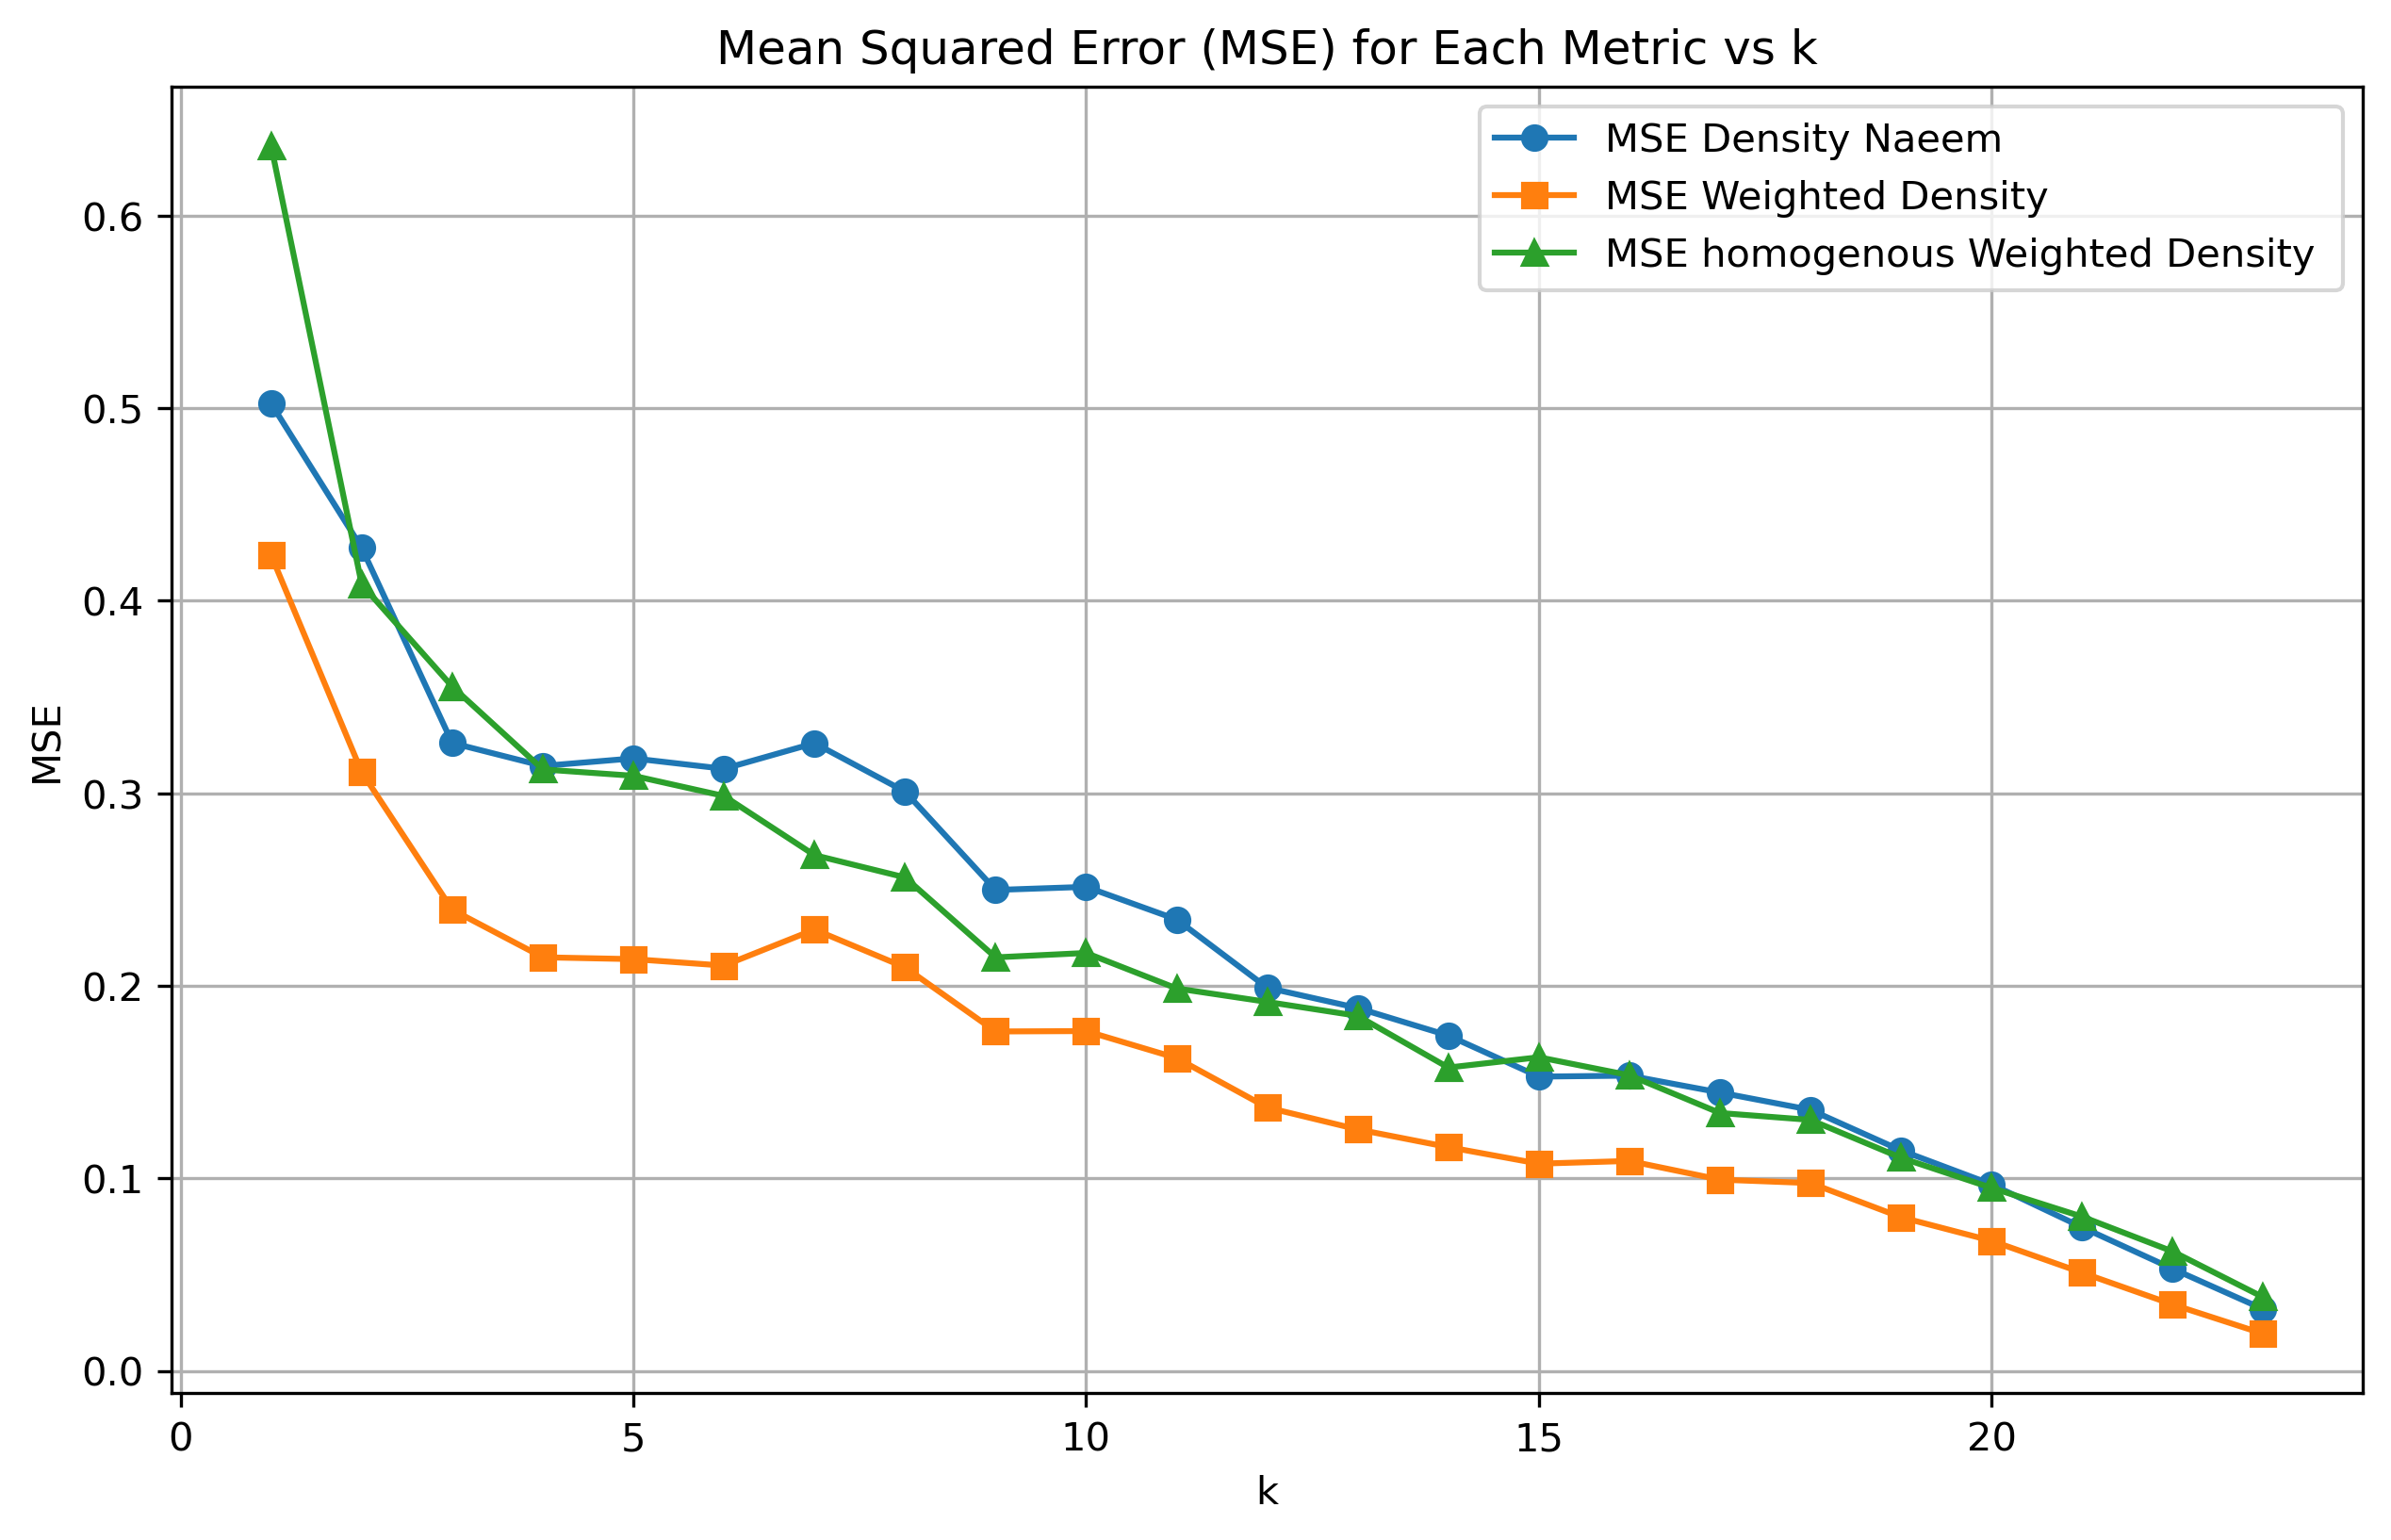 Mean Squared Error (MSE) for Each Metric vs k
MSE Density Naeem
MSE Weighted Density
MSE homogenous Weighted Density
MSE
0.6
0.5
0.4
0.3
0.2
0.1
0.0
0 5 10 15 20
k